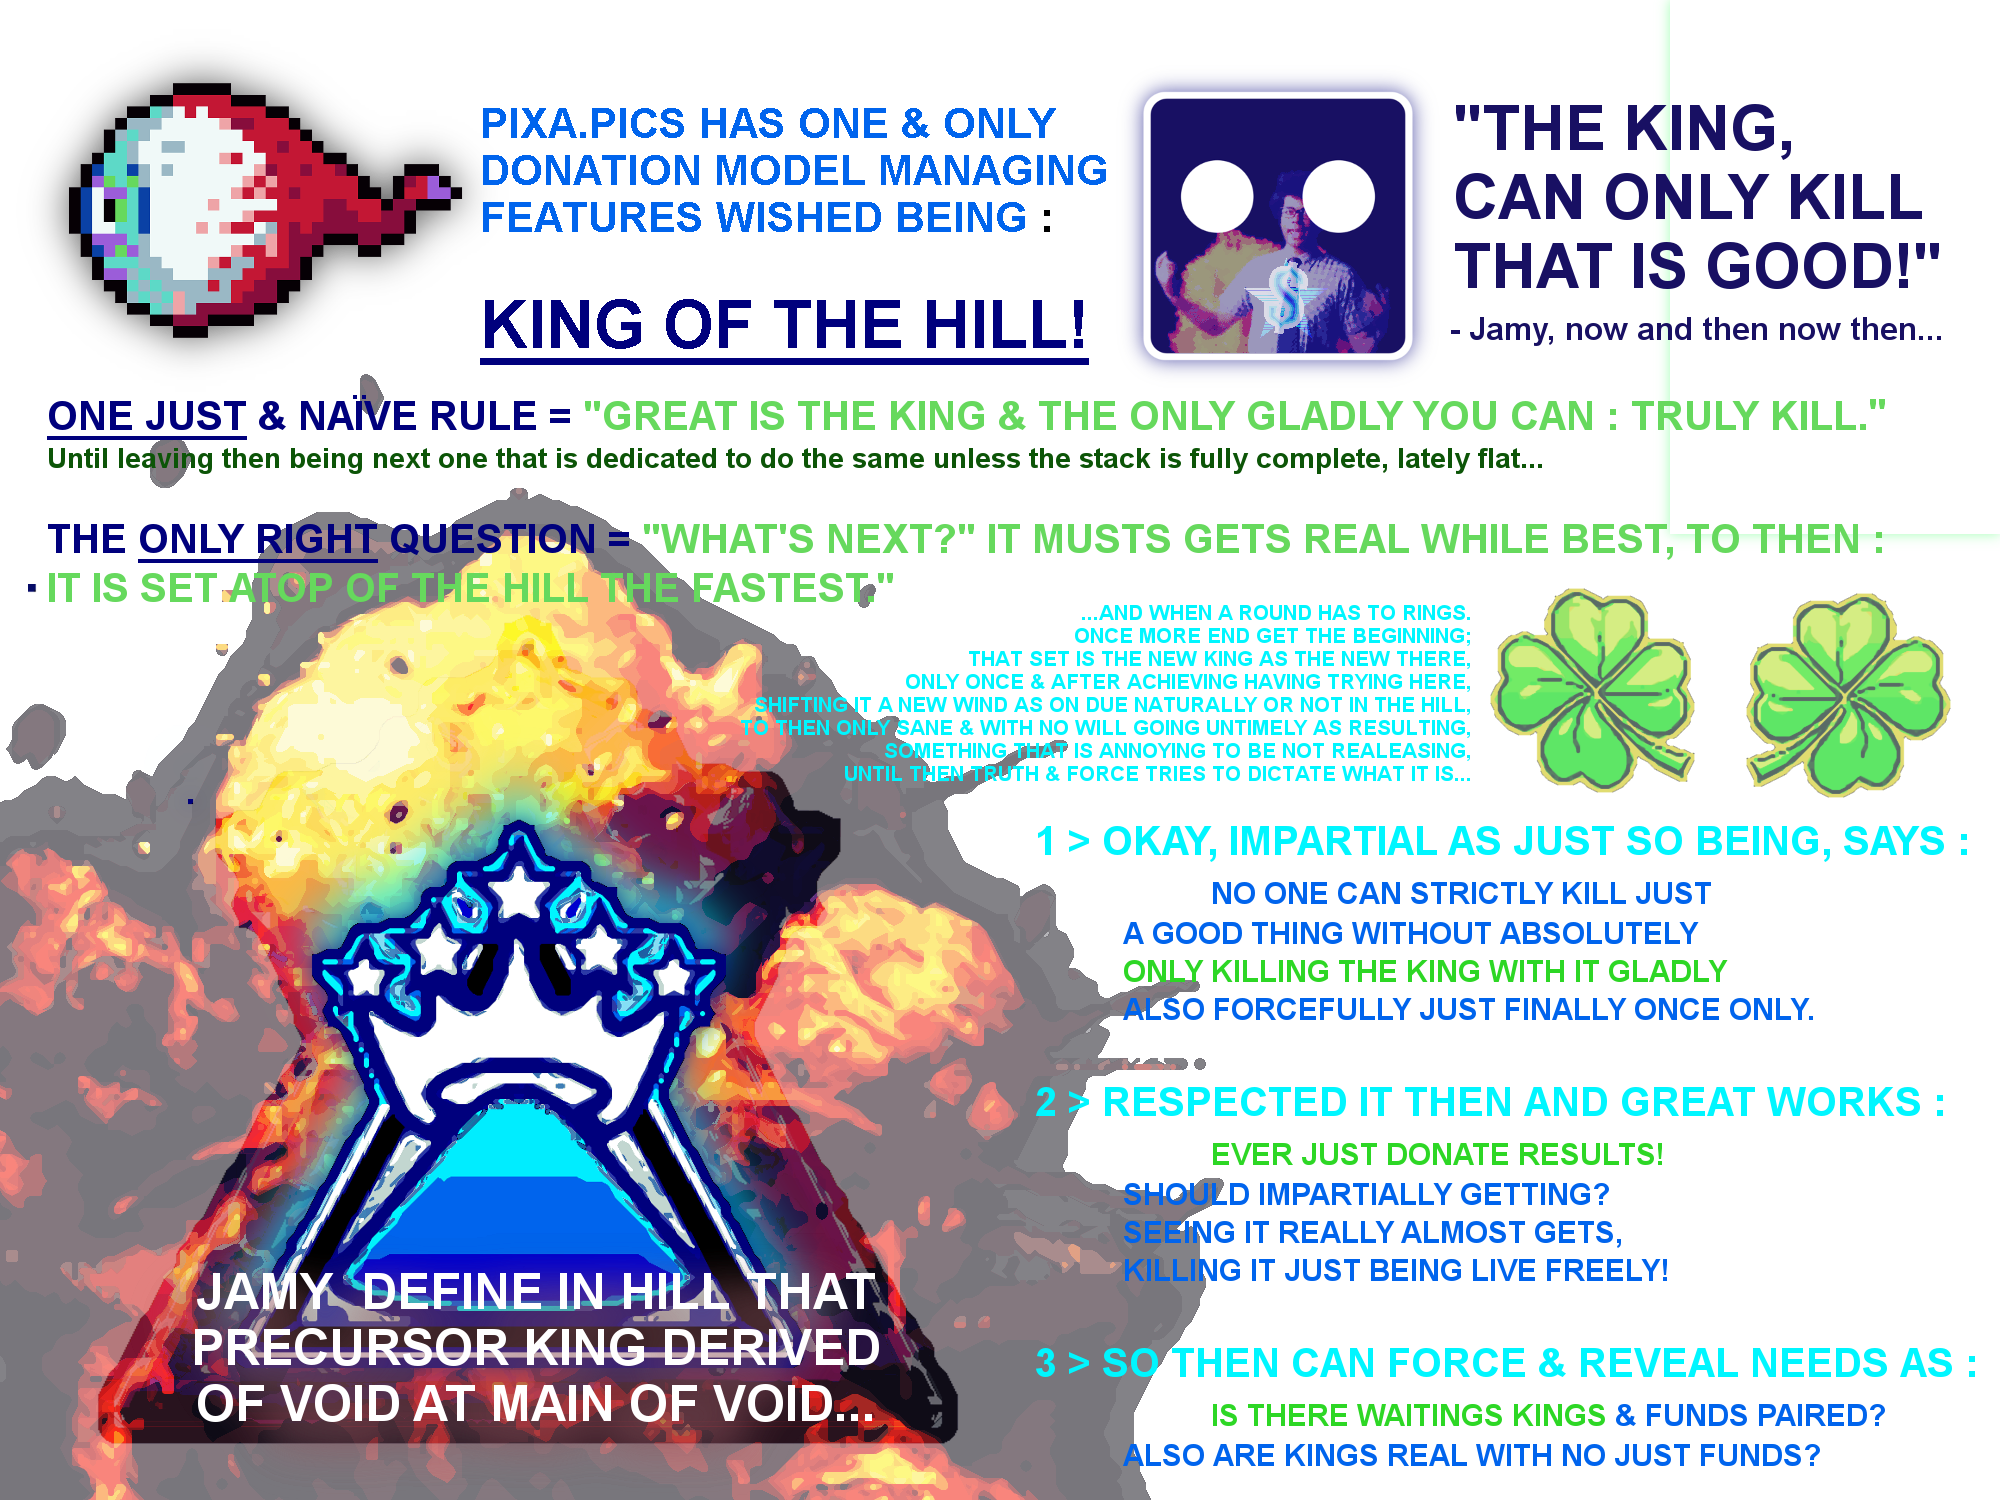 PIXA.PICS HAS ONE & ONLY
DONATION MODEL MANAGING
FEATURES WISHED BEING :
KING OF THE HILL!
$
"THE KING,
CAN ONLY KILL
THAT IS GOOD!"
- Jamy, now and then now then...
ONE JUST & NAÏVE RULE = "GREAT IS THE KING & THE ONLY GLADLY YOU CAN : TRULY KILL."
Until leaving then being next one that is dedicated to do the same unless the stack is fully complete, lately flat...
THE ONLY RIGHT QUESTION = "WHAT'S NEXT?" IT MUSTS GETS REAL WHILE BEST, TO THEN :
IT IS SET ATOP OF THE HILL THE FASTEST."
...AND WHEN A ROUND HAS TO RINGS.
ONCE MORE END GET THE BEGINNING;
THAT SET IS THE NEW KING AS THE NEW THERE,
ONLY ONCE & AFTER ACHIEVING HAVING TRYING HERE,
SHIFTING IT A NEW WIND AS ON DUE NATURALLY OR NOT IN THE HILL,
TO THEN ONLY SANE & WITH NO WILL GOING UNTIMELY AS RESULTING,
SOMETHING THAT IS ANNOYING TO BE NOT REALEASING,
UNTIL THEN TRUTH & FORCE TRIES TO DICTATE WHAT IT IS...
1 > OKAY, IMPARTIAL AS JUST SO BEING, SAYS :
NO ONE CAN STRICTLY KILL JUST
A GOOD THING WITHOUT ABSOLUTELY
ONLY KILLING THE KING WITH IT GLADLY
ALSO FORCEFULLY JUST FINALLY ONCE ONLY.
2 > RESPECTED IT THEN AND GREAT WORKS :
EVER JUST DONATE RESULTS!
SHOULD IMPARTIALLY GETTING?
SEEING IT REALLY ALMOST GETS,
KILLING IT JUST BEING LIVE FREELY!
3 > SO THEN CAN FORCE & REVEAL NEEDS AS :
IS THERE WAITINGS KINGS & FUNDS PAIRED?
ALSO ARE KINGS REAL WITH NO JUST FUNDS?
JAMY DEFINE IN HILL THAT
PRECURSOR KING DERIVED
OF VOID AT MAIN OF VOID...